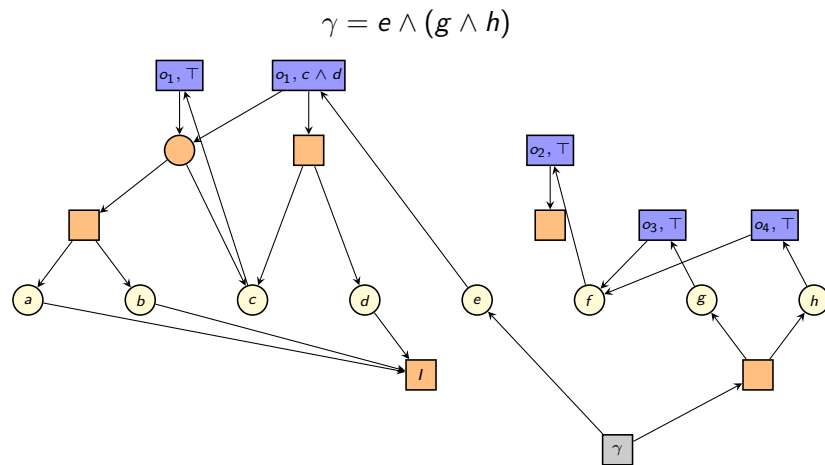 γ = e ∧ (g ∧ h)
o₁, ⊤
o₁, c ∧ d
o₂, ⊤
o₃, ⊤
o₄, ⊤
a
b
c
d
e
f
g
h
I
γ